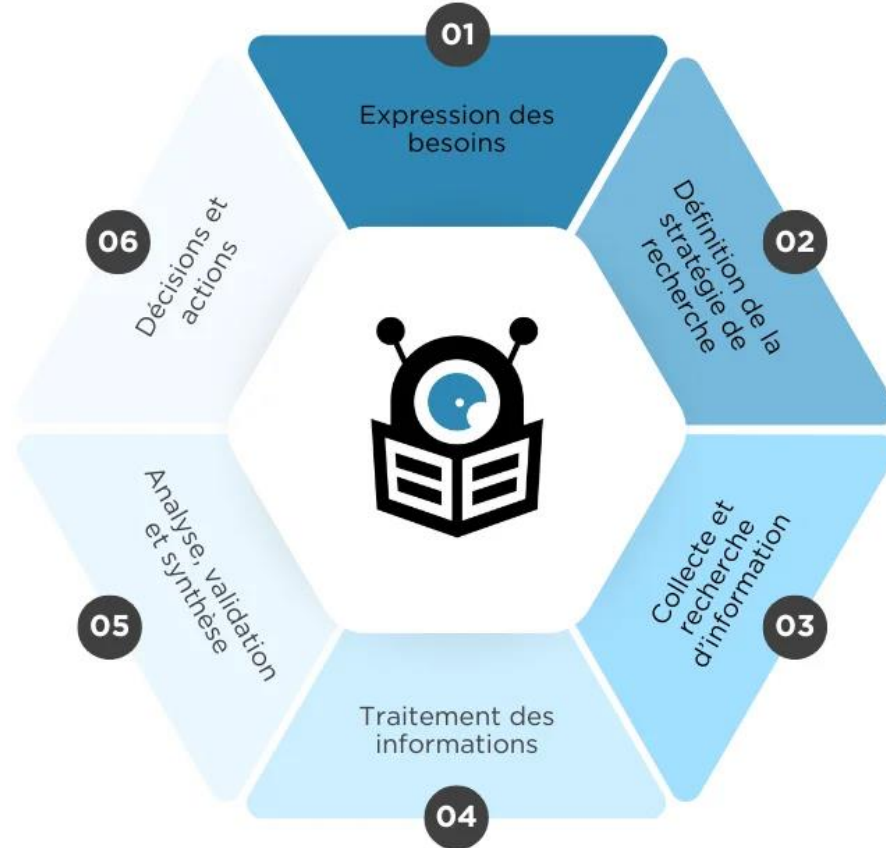 01
Expression des
besoins
02
Définition de la
stratégie de
recherche
03
Collecte et
recherche
d'information
04
Traitement des
informations
05
Analyse, validation
et synthèse
06
Décisions et
actions